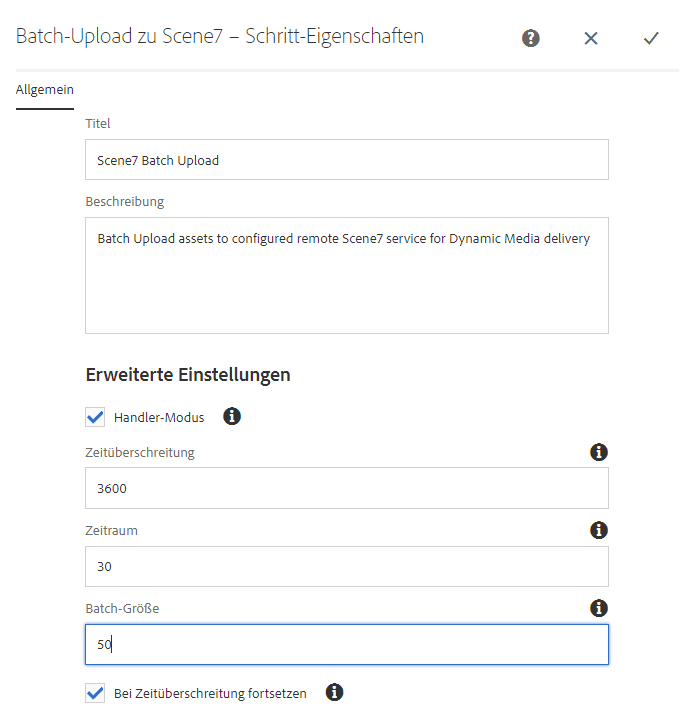 Batch-Upload zu Scene7 – Schritt-Eigenschaften
Allgemein
Titel
Scene7 Batch Upload
Beschreibung
Batch Upload assets to configured remote Scene7 service for Dynamic Media delivery
Erweiterte Einstellungen
Handler-Modus
Zeitüberschreitung
3600
Zeitraum
30
Batch-Größe
50
Bei Zeitüberschreitung fortsetzen